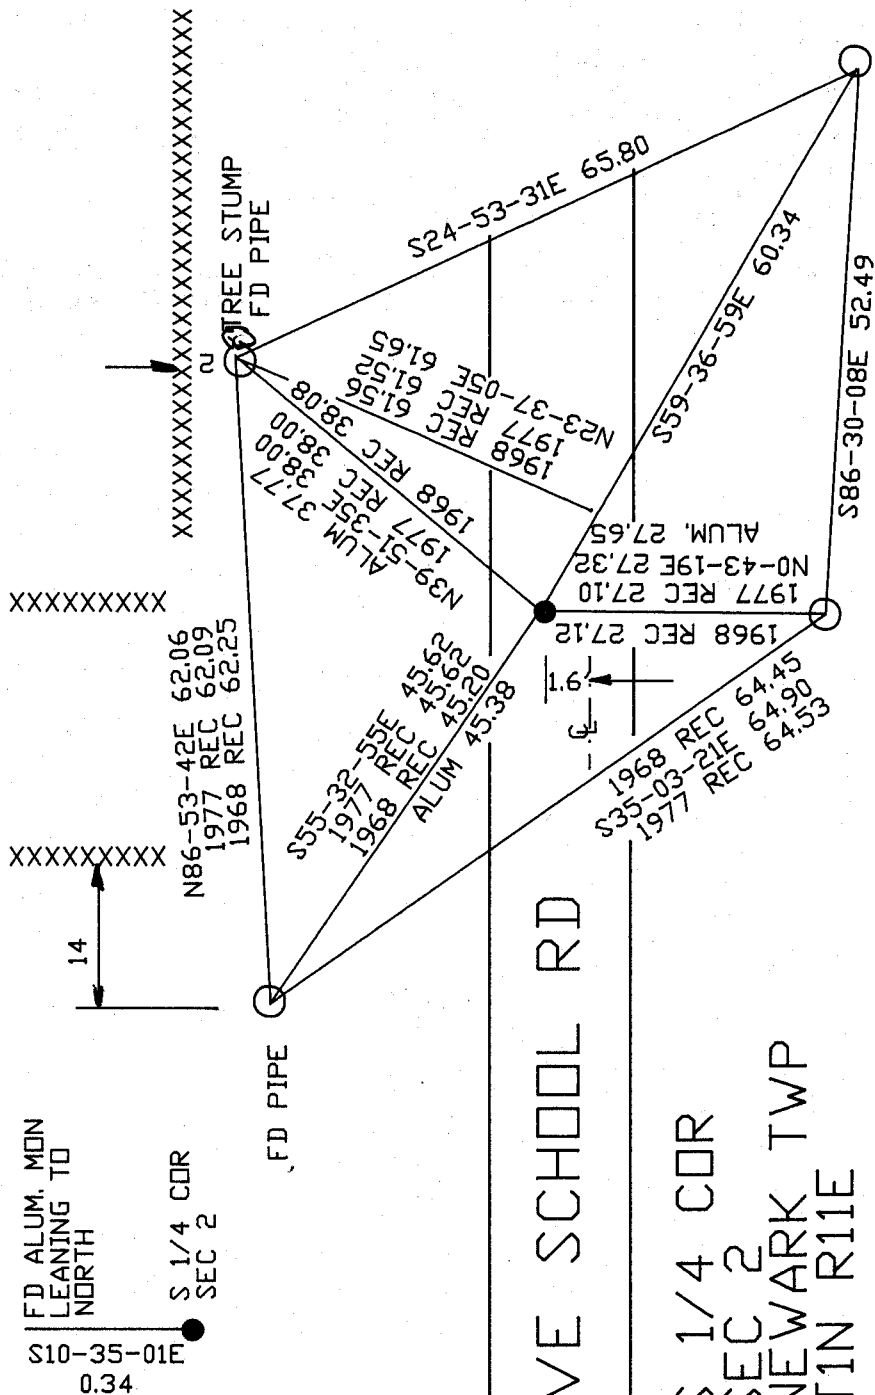 FD ALUM. MON
LEANING TO
NORTH
S 1/4 COR
SEC 2
S10-35-01E
0.34
14
XXXXXXXXX
XXXXXXXXX
2
TREE STUMP
FD PIPE
FD PIPE
N86-53-42E 62.06
1977 REC 62.09
1968 REC 62.25
S24-53-31E 65.80
1968 REC 38.08
1977 REC 38.00
N39-51-35E 38.00
ALUM 37.77
1968 REC 61.56
1977 REC 61.52
N23-37-05E 61.65
S59-36-59E 60.34
S86-30-08E 52.49
S55-32-55E 45.62
1977 REC 45.62
1968 REC 45.20
ALUM 45.38
1968 REC 27.12
1977 REC 27.10
N0-43-19E 27.32
ALUM. 27.65
1.6
1968 REC 64.45
S35-03-21E 64.90
1977 REC 64.53
VE SCHOOL RD
S 1/4 COR
SEC 2
NEWARK TWP
T1N R11E